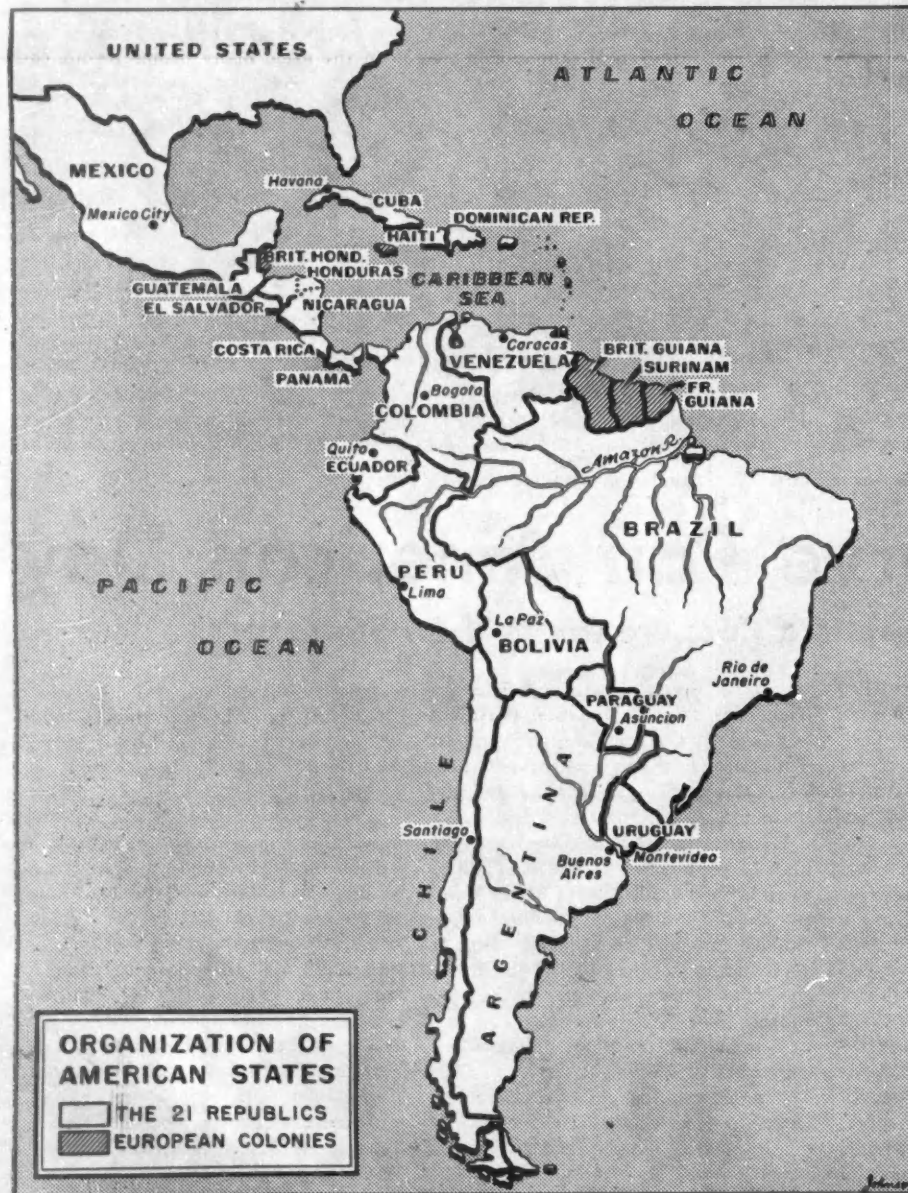 UNITED STATES
ATLANTIC
OCEAN
MEXICO
Mexico City
Havana
CUBA
HAITI
DOMINICAN REP.
BRIT. HOND.
HONDURAS
CARIBBEAN
SEA
GUATEMALA
EL SALVADOR
NICARAGUA
COSTA RICA
PANAMA
Caracas
VENEZUELA
BRIT. GUIANA
SURINAM
FR.
GUIANA
Bogota
COLOMBIA
Quito
ECUADOR
Amazon R.
BRAZIL
PERU
Lima
PACIFIC
OCEAN
La Paz
BOLIVIA
Rio de
Janeiro
PARAGUAY
Asuncion
CHILE
ARGENTINA
Santiago
URUGUAY
Buenos
Aires
Montevideo
ORGANIZATION OF
AMERICAN STATES
THE 21 REPUBLICS
EUROPEAN COLONIES